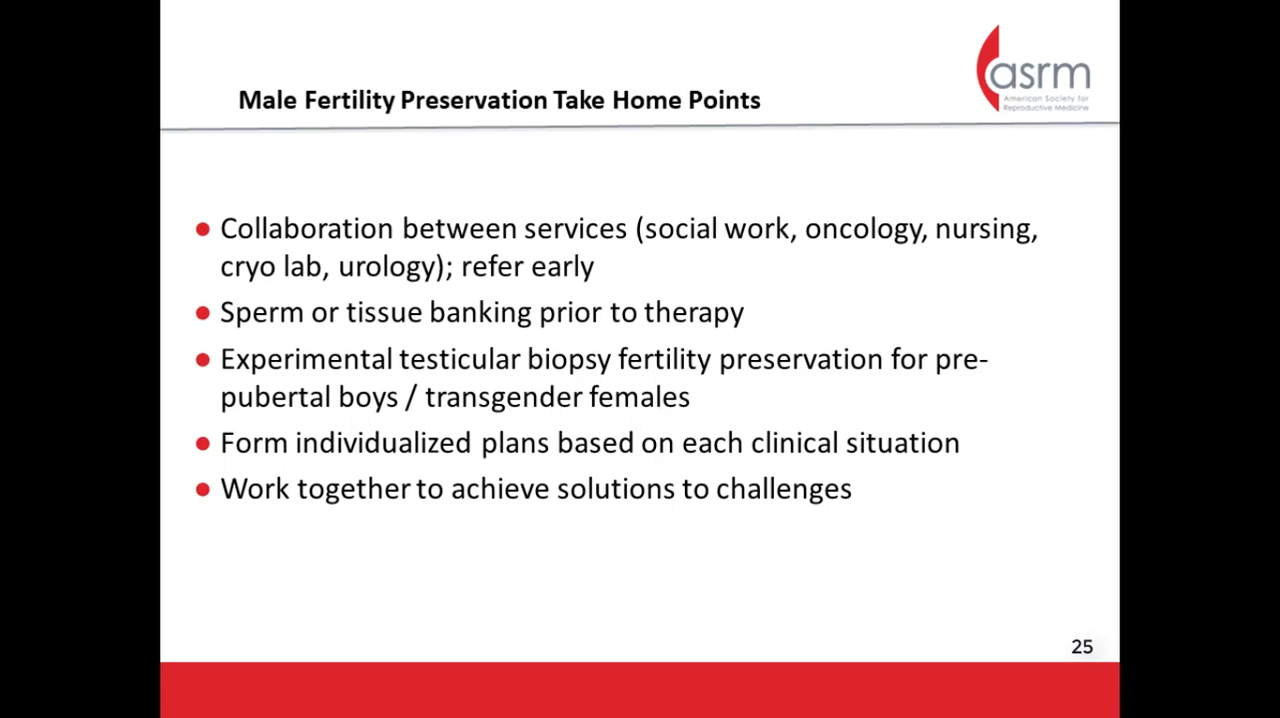 asrm
American Society for
Reproductive Medicine
Male Fertility Preservation Take Home Points
● Collaboration between services (social work, oncology, nursing,
cryo lab, urology); refer early
● Sperm or tissue banking prior to therapy
● Experimental testicular biopsy fertility preservation for pre-
pubertal boys / transgender females
● Form individualized plans based on each clinical situation
● Work together to achieve solutions to challenges
25